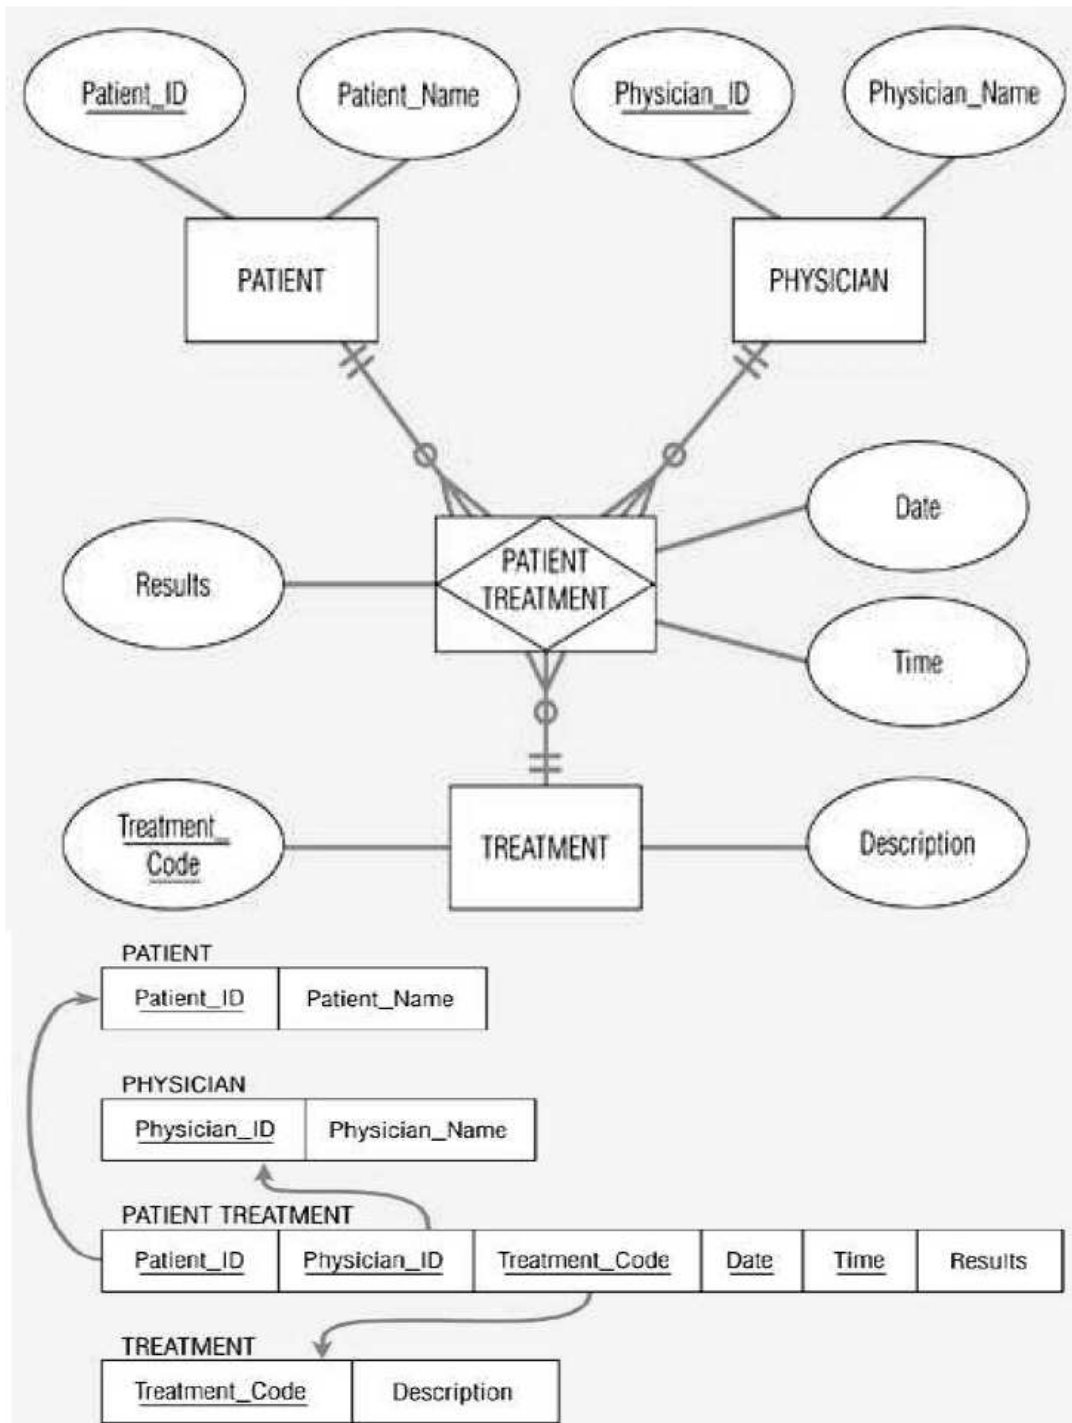 Patient_ID
Patient_Name
Physician_ID
Physician_Name
PATIENT
PHYSICIAN
Date
Results
PATIENT
TREATMENT
Time
Treatment_
Code
TREATMENT
Description
PATIENT
Patient_ID
Patient_Name
PHYSICIAN
Physician_ID
Physician_Name
PATIENT TREATMENT
Patient_ID
Physician_ID
Treatment_Code
Date
Time
Results
TREATMENT
Treatment_Code
Description